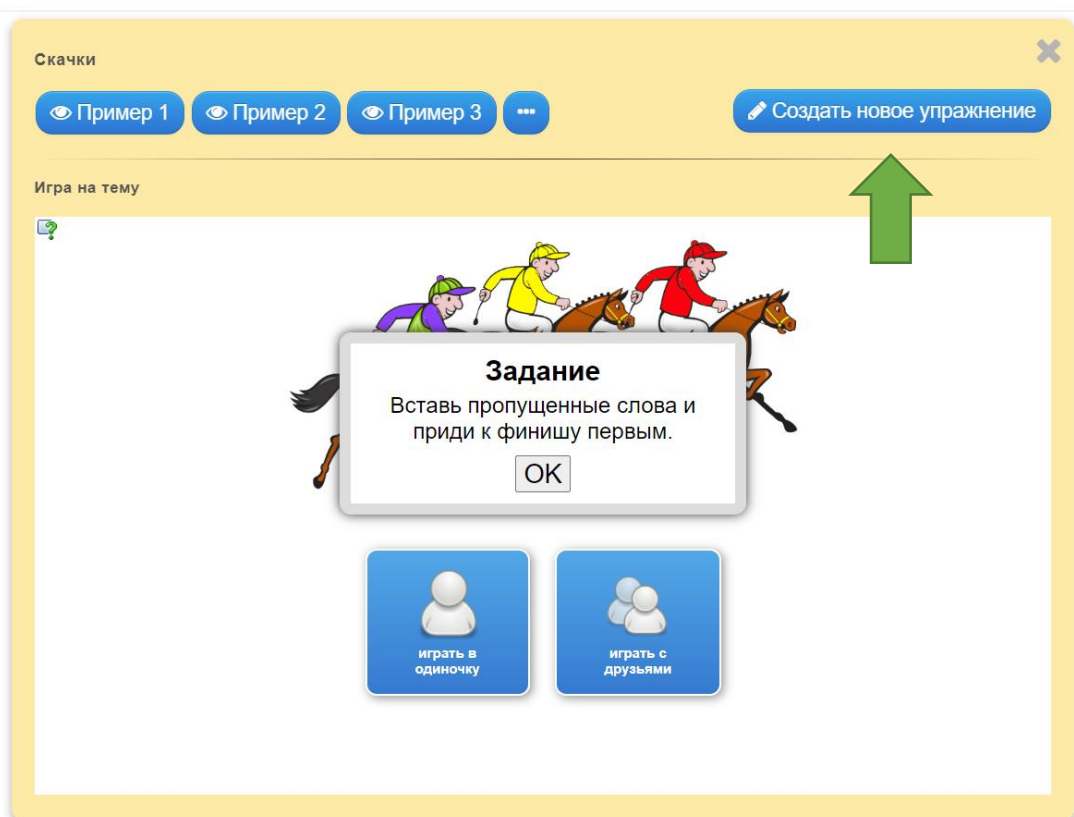 Скачки
Пример 1 Пример 2 Пример 3 ... Создать новое упражнение
Игра на тему
Задание
Вставь пропущенные слова и
приди к финишу первым.
OK
играть в
одиночку
играть с
друзьями